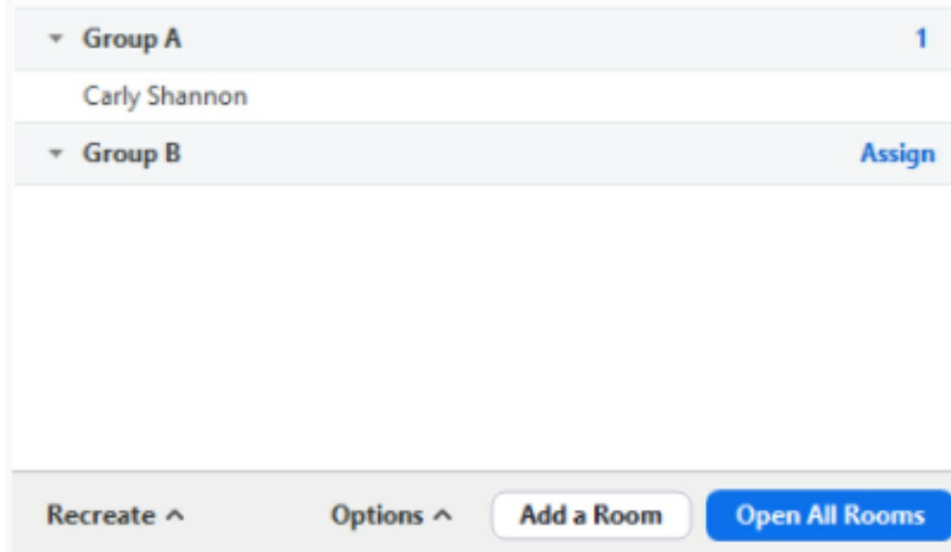 Group A 1
Carly Shannon
Group B Assign
Recreate Options Add a Room Open All Rooms